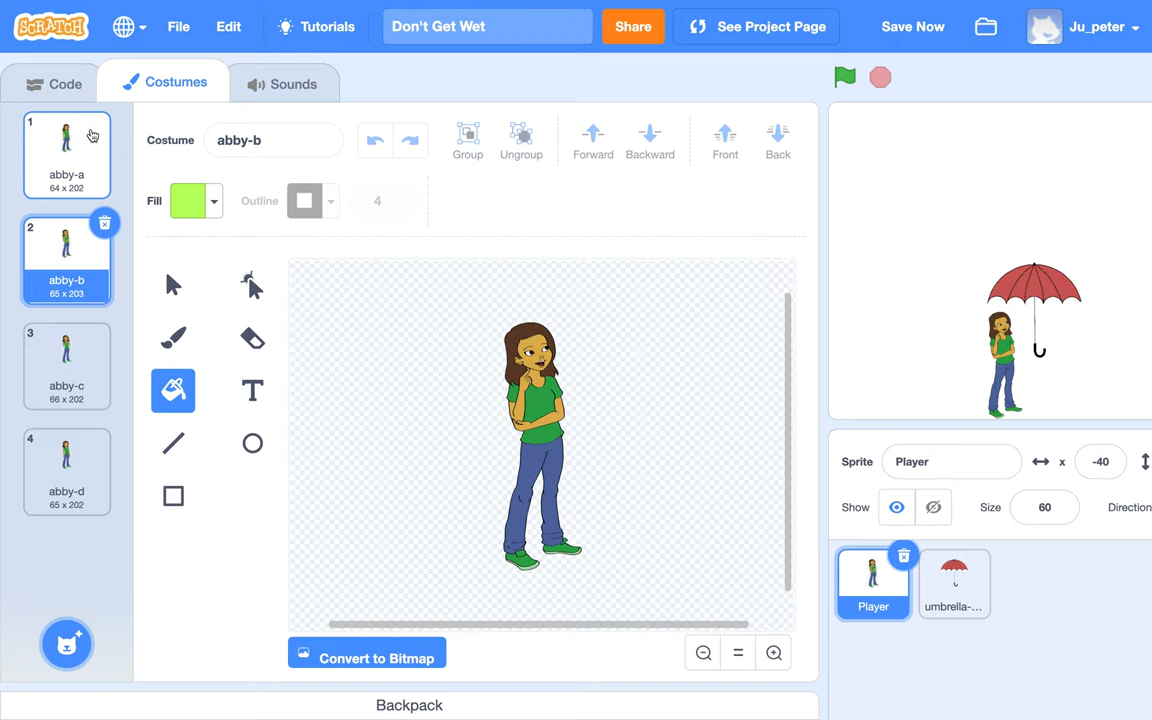 SCRATCH
File
Edit
Tutorials
Don't Get Wet
Share
See Project Page
Save Now
Ju_peter
Code
Costumes
Sounds
1
abby-a
64 x 202
2
abby-b
65 x 203
3
abby-c
66 x 202
4
abby-d
65 x 202
Costume
abby-b
Group
Ungroup
Forward
Backward
Front
Back
Fill
Outline
4
T
Convert to Bitmap
Backpack
Sprite
Player
x
-40
Show
Size
60
Direction
Player
umbrella-...